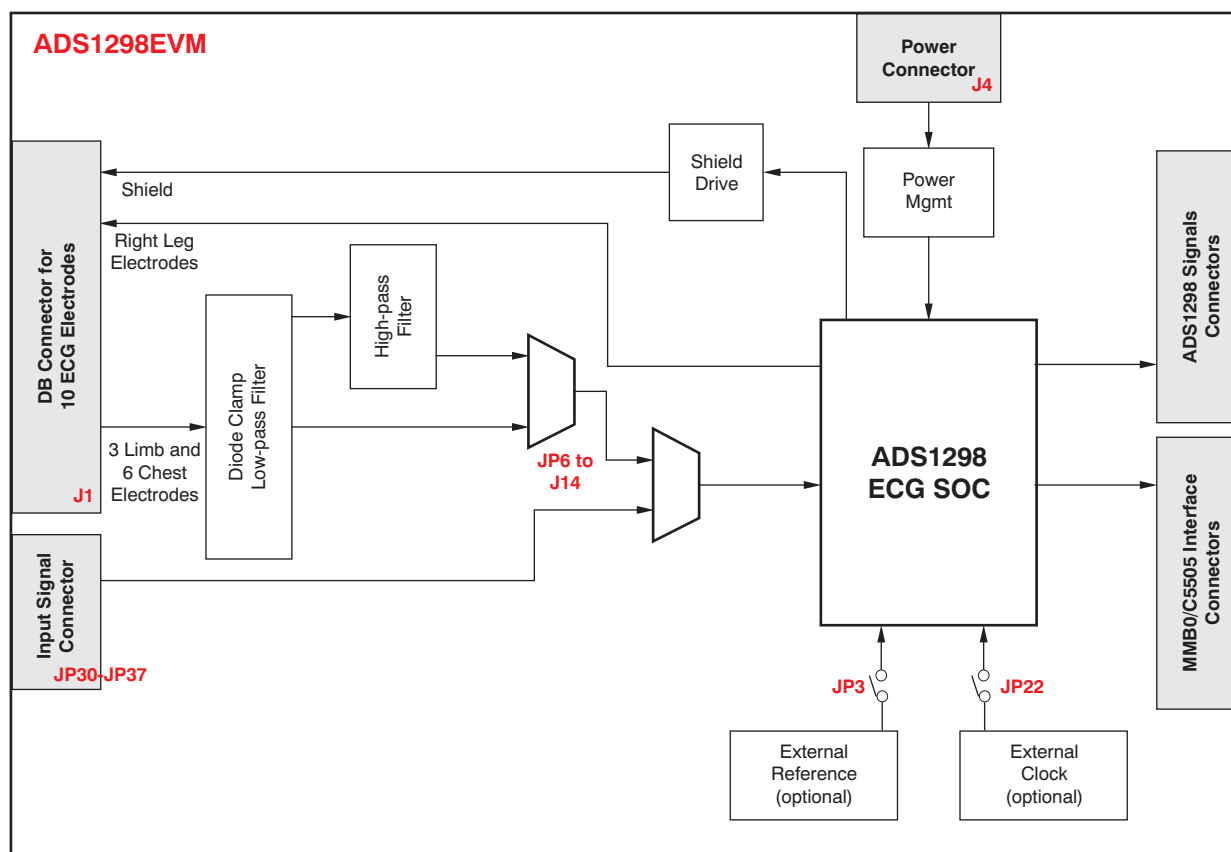 ADS1298EVM
Power
Connector
J4
Shield
Drive
Power
Mgmt
Shield
Right Leg
Electrodes
DB Connector for
10 ECG Electrodes
J1
High-pass
Filter
Diode Clamp
Low-pass Filter
3 Limb and
6 Chest
Electrodes
JP6 to
J14
ADS1298
ECG SOC
ADS1298 Signals
Connectors
MMB0/C5505 Interface
Connectors
Input Signal
Connector
JP30-JP37
JP3
JP22
External
Reference
(optional)
External
Clock
(optional)